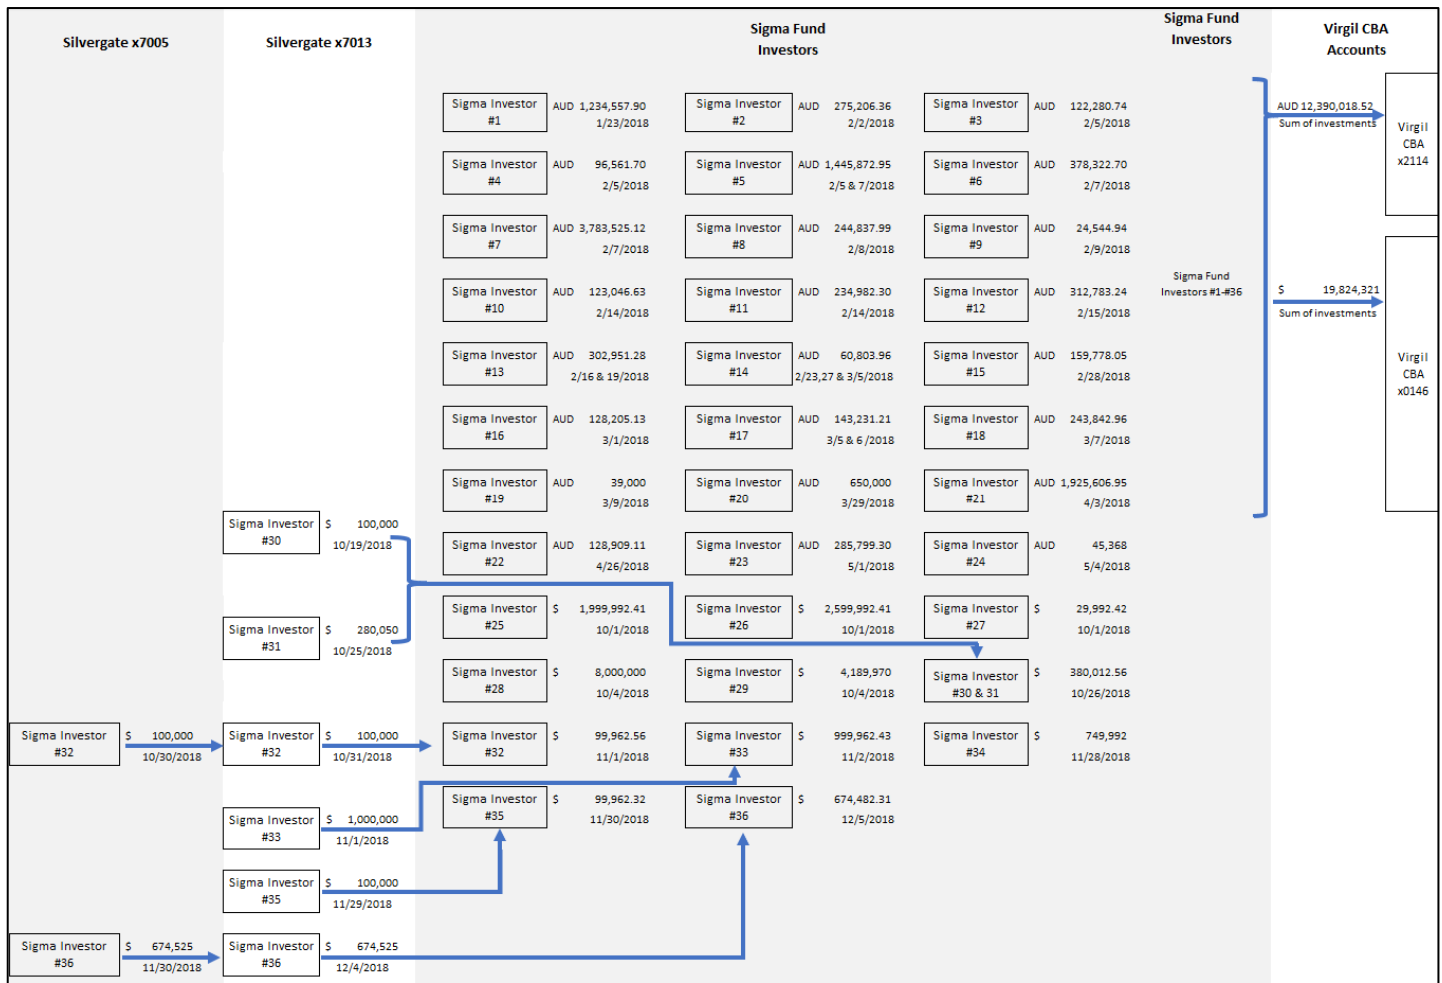 Silvergate x7005
Silvergate x7013
Sigma Fund
Investors
Sigma Fund
Investors
Virgil CBA
Accounts
Sigma Investor
#1
AUD 1,234,557.90
1/23/2018
Sigma Investor
#2
AUD 275,206.36
2/2/2018
Sigma Investor
#3
AUD 122,280.74
2/5/2018
AUD 12,390,018.52
Sum of investments
Virgil
CBA
x2114
Sigma Investor
#4
AUD 96,561.70
2/5/2018
Sigma Investor
#5
AUD 1,445,872.95
2/5 & 7/2018
Sigma Investor
#6
AUD 378,322.70
2/7/2018
Sigma Investor
#7
AUD 3,783,525.12
2/7/2018
Sigma Investor
#8
AUD 244,837.99
2/8/2018
Sigma Investor
#9
AUD 24,544.94
2/9/2018
Sigma Investor
#10
AUD 123,046.63
2/14/2018
Sigma Investor
#11
AUD 234,982.30
2/14/2018
Sigma Investor
#12
AUD 312,783.24
2/15/2018
Sigma Fund
Investors #1-#36
$ 19,824,321
Sum of investments
Virgil
CBA
x0146
Sigma Investor
#13
AUD 302,951.28
2/16 & 19/2018
Sigma Investor
#14
AUD 60,803.96
2/23,27 & 3/5/2018
Sigma Investor
#15
AUD 159,778.05
2/28/2018
Sigma Investor
#16
AUD 128,205.13
3/1/2018
Sigma Investor
#17
AUD 143,231.21
3/5 & 6 /2018
Sigma Investor
#18
AUD 243,842.96
3/7/2018
Sigma Investor
#19
AUD 39,000
3/9/2018
Sigma Investor
#20
AUD 650,000
3/29/2018
Sigma Investor
#21
AUD 1,925,606.95
4/3/2018
Sigma Investor
#30
$ 100,000
10/19/2018
Sigma Investor
#22
AUD 128,909.11
4/26/2018
Sigma Investor
#23
AUD 285,799.30
5/1/2018
Sigma Investor
#24
AUD 45,368
5/4/2018
Sigma Investor
#31
$ 280,050
10/25/2018
Sigma Investor
#25
$ 1,999,992.41
10/1/2018
Sigma Investor
#26
$ 2,599,992.41
10/1/2018
Sigma Investor
#27
$ 29,992.42
10/1/2018
Sigma Investor
#28
$ 8,000,000
10/4/2018
Sigma Investor
#29
$ 4,189,970
10/4/2018
Sigma Investor
#30 & 31
$ 380,012.56
10/26/2018
Sigma Investor
#32
$ 100,000
10/30/2018
Sigma Investor
#32
$ 100,000
10/31/2018
Sigma Investor
#32
$ 99,962.56
11/1/2018
Sigma Investor
#33
$ 999,962.43
11/2/2018
Sigma Investor
#34
$ 749,992
11/28/2018
Sigma Investor
#33
$ 1,000,000
11/1/2018
Sigma Investor
#35
$ 99,962.32
11/30/2018
Sigma Investor
#36
$ 674,482.31
12/5/2018
Sigma Investor
#35
$ 100,000
11/29/2018
Sigma Investor
#36
$ 674,525
11/30/2018
Sigma Investor
#36
$ 674,525
12/4/2018